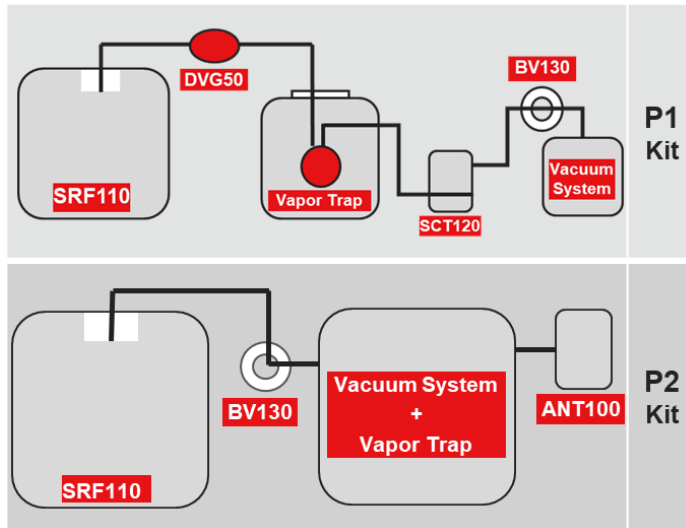 DVG50
BV130
P1
Kit
SRF110
Vapor Trap
SCT120
Vacuum
System
BV130
Vacuum System
+
Vapor Trap
ANT100
P2
Kit
SRF110